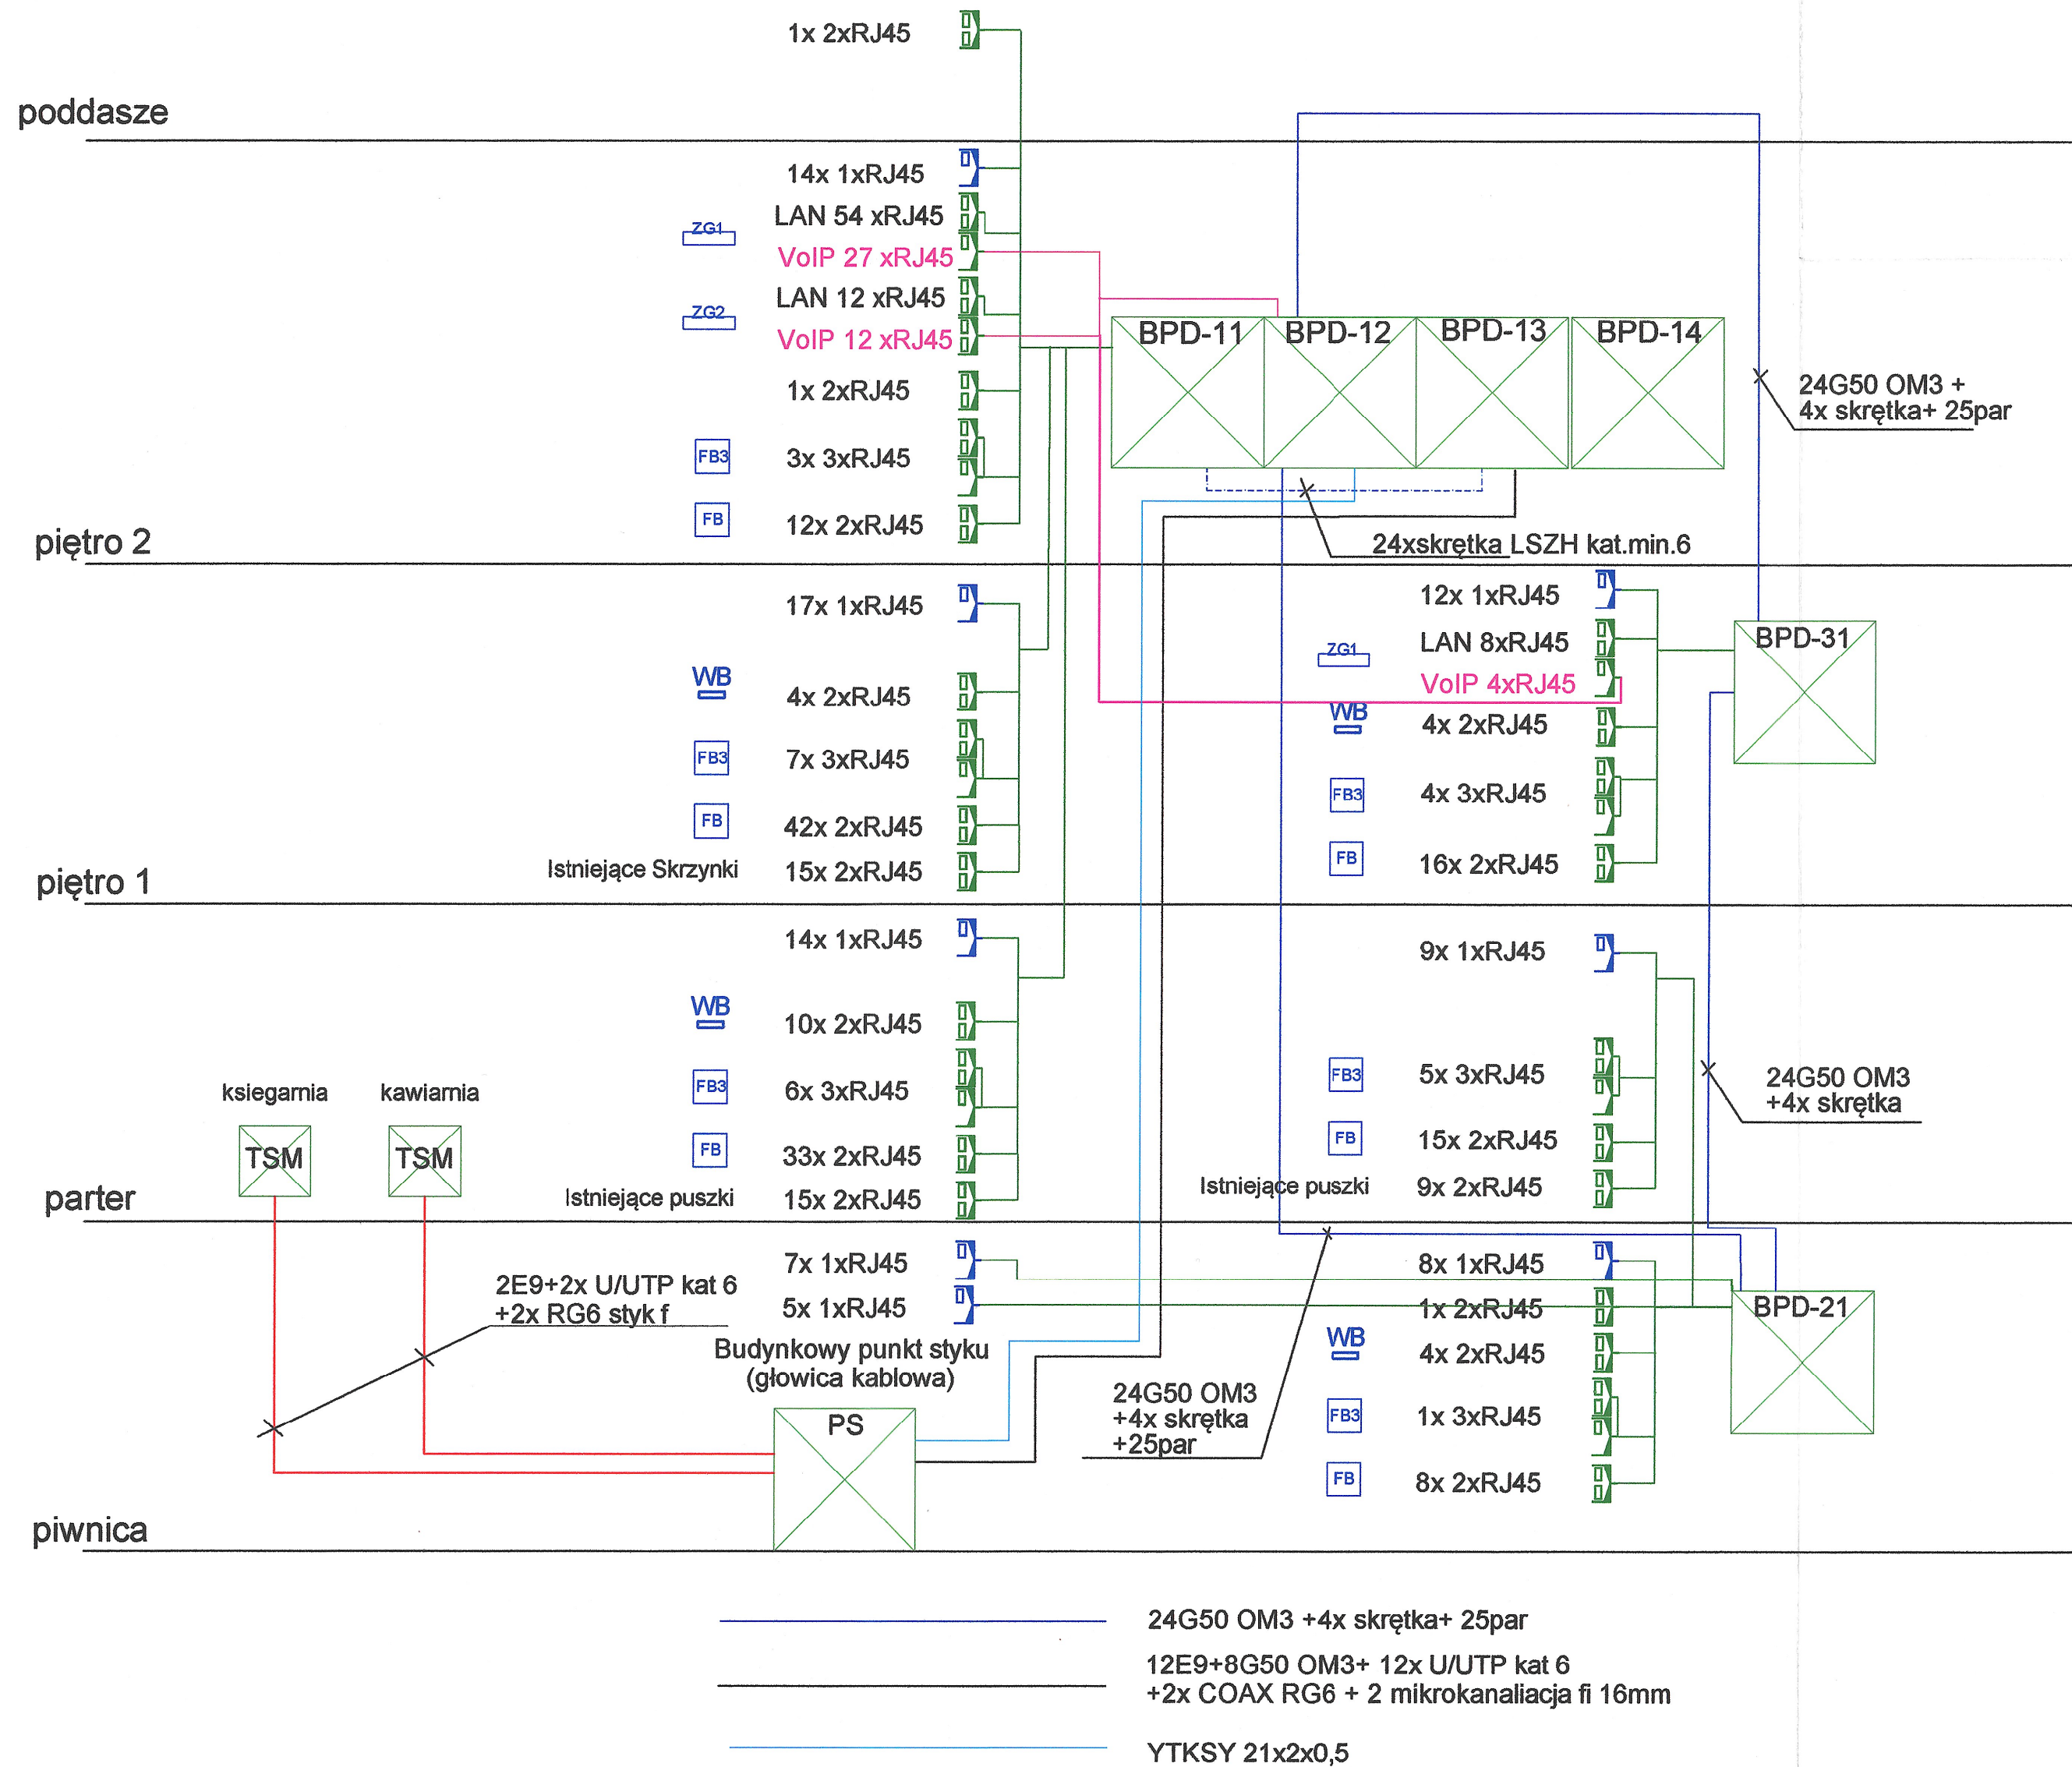 1x 2xRJ45
poddasze
14x 1xRJ45
LAN 54 xRJ45
ZG1
VoIP 27 xRJ45
LAN 12 xRJ45
ZG2
VoIP 12 xRJ45
1x 2xRJ45
FB3
3x 3xRJ45
FB
12x 2xRJ45
BPD-11
BPD-12
BPD-13
BPD-14
24G50 OM3 +
4x skrętka+ 25par
24xskrętka LSZH kat.min.6
piętro 2
17x 1xRJ45
WB
4x 2xRJ45
FB3
7x 3xRJ45
FB
42x 2xRJ45
Istniejące Skrzynki
15x 2xRJ45
12x 1xRJ45
LAN 8xRJ45
ZG1
VoIP 4xRJ45
WB
4x 2xRJ45
FB3
4x 3xRJ45
FB
16x 2xRJ45
BPD-31
piętro 1
14x 1xRJ45
WB
10x 2xRJ45
FB3
6x 3xRJ45
FB
33x 2xRJ45
Istniejące puszki
15x 2xRJ45
9x 1xRJ45
FB3
5x 3xRJ45
FB
15x 2xRJ45
Istniejące puszki
9x 2xRJ45
24G50 OM3
+4x skrętka
ksiegarnia
kawiarnia
TSM
TSM
parter
7x 1xRJ45
5x 1xRJ45
2E9+2x U/UTP kat 6
+2x RG6 styk f
Budynkowy punkt styku
(głowica kablowa)
PS
24G50 OM3
+4x skrętka
+25par
8x 1xRJ45
1x 2xRJ45
WB
4x 2xRJ45
FB3
1x 3xRJ45
FB
8x 2xRJ45
BPD-21
piwnica
24G50 OM3 +4x skrętka+ 25par
12E9+8G50 OM3+ 12x U/UTP kat 6
+2x COAX RG6 + 2 mikrokanaliacja fi 16mm
YTKSY 21x2x0,5